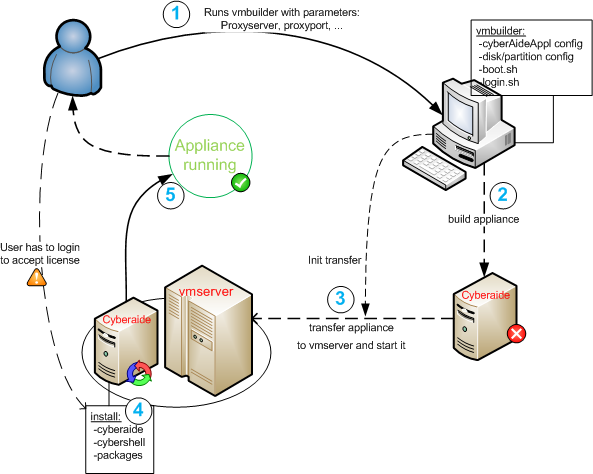 1
Runs vmbuilder with parameters:
Proxyserver, proxyport, ...
vmbuilder:
-cyberAideAppl config
-disk/partition config
-boot.sh
-login.sh
Appliance
running
5
2
build appliance
User has to login
to accept license
Init transfer
vmserver
Cyberaide
Cyberaide
3
transfer appliance
to vmserver and start it
4
install:
-cyberaide
-cybershell
-packages